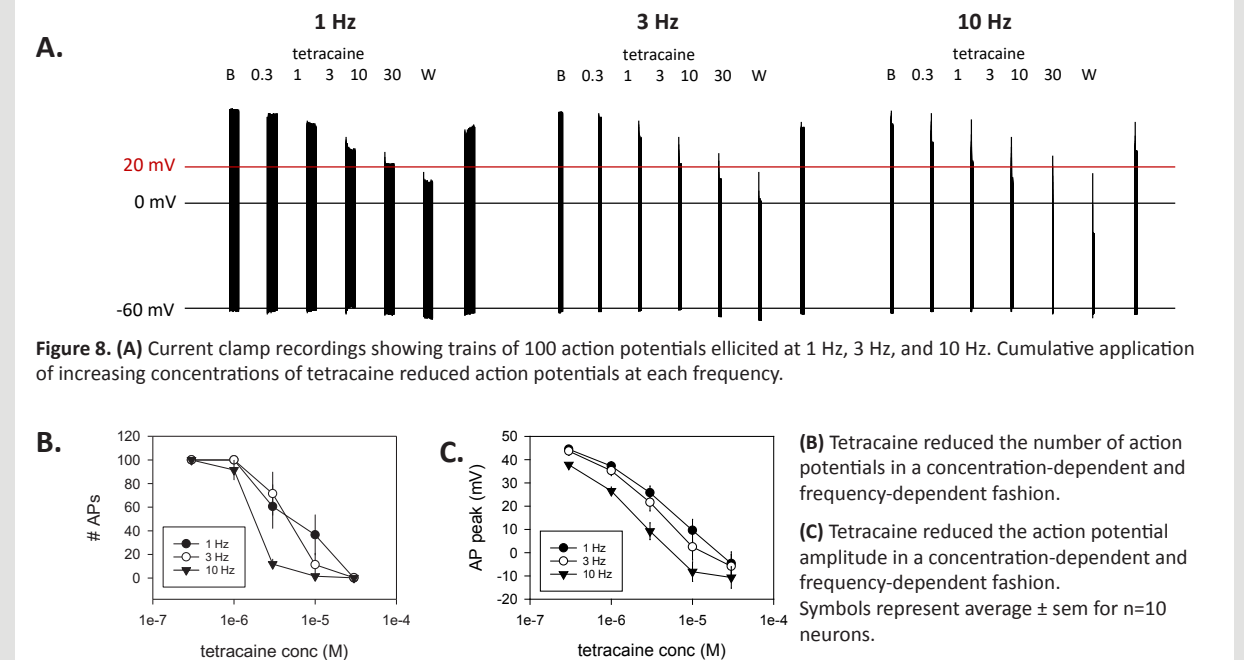 1 Hz 3 Hz 10 Hz
A.
tetracaine tetracaine tetracaine
B 0.3 1 3 10 30 W B 0.3 1 3 10 30 W B 0.3 1 3 10 30 W
20 mV
0 mV
-60 mV
Figure 8. (A) Current clamp recordings showing trains of 100 action potentials ellicited at 1 Hz, 3 Hz, and 10 Hz. Cumulative application
of increasing concentrations of tetracaine reduced action potentials at each frequency.
B.
# APs
120
100
80
60
40
20
0
1 Hz
3 Hz
10 Hz
1e-7 1e-6 1e-5 1e-4
tetracaine conc (M)
C.
AP peak (mV)
50
40
30
20
10
0
-10
-20
1 Hz
3 Hz
10 Hz
1e-7 1e-6 1e-5 1e-4
tetracaine conc (M)
(B) Tetracaine reduced the number of action
potentials in a concentration-dependent and
frequency-dependent fashion.
(C) Tetracaine reduced the action potential
amplitude in a concentration-dependent and
frequency-dependent fashion.
Symbols represent average ± sem for n=10
neurons.